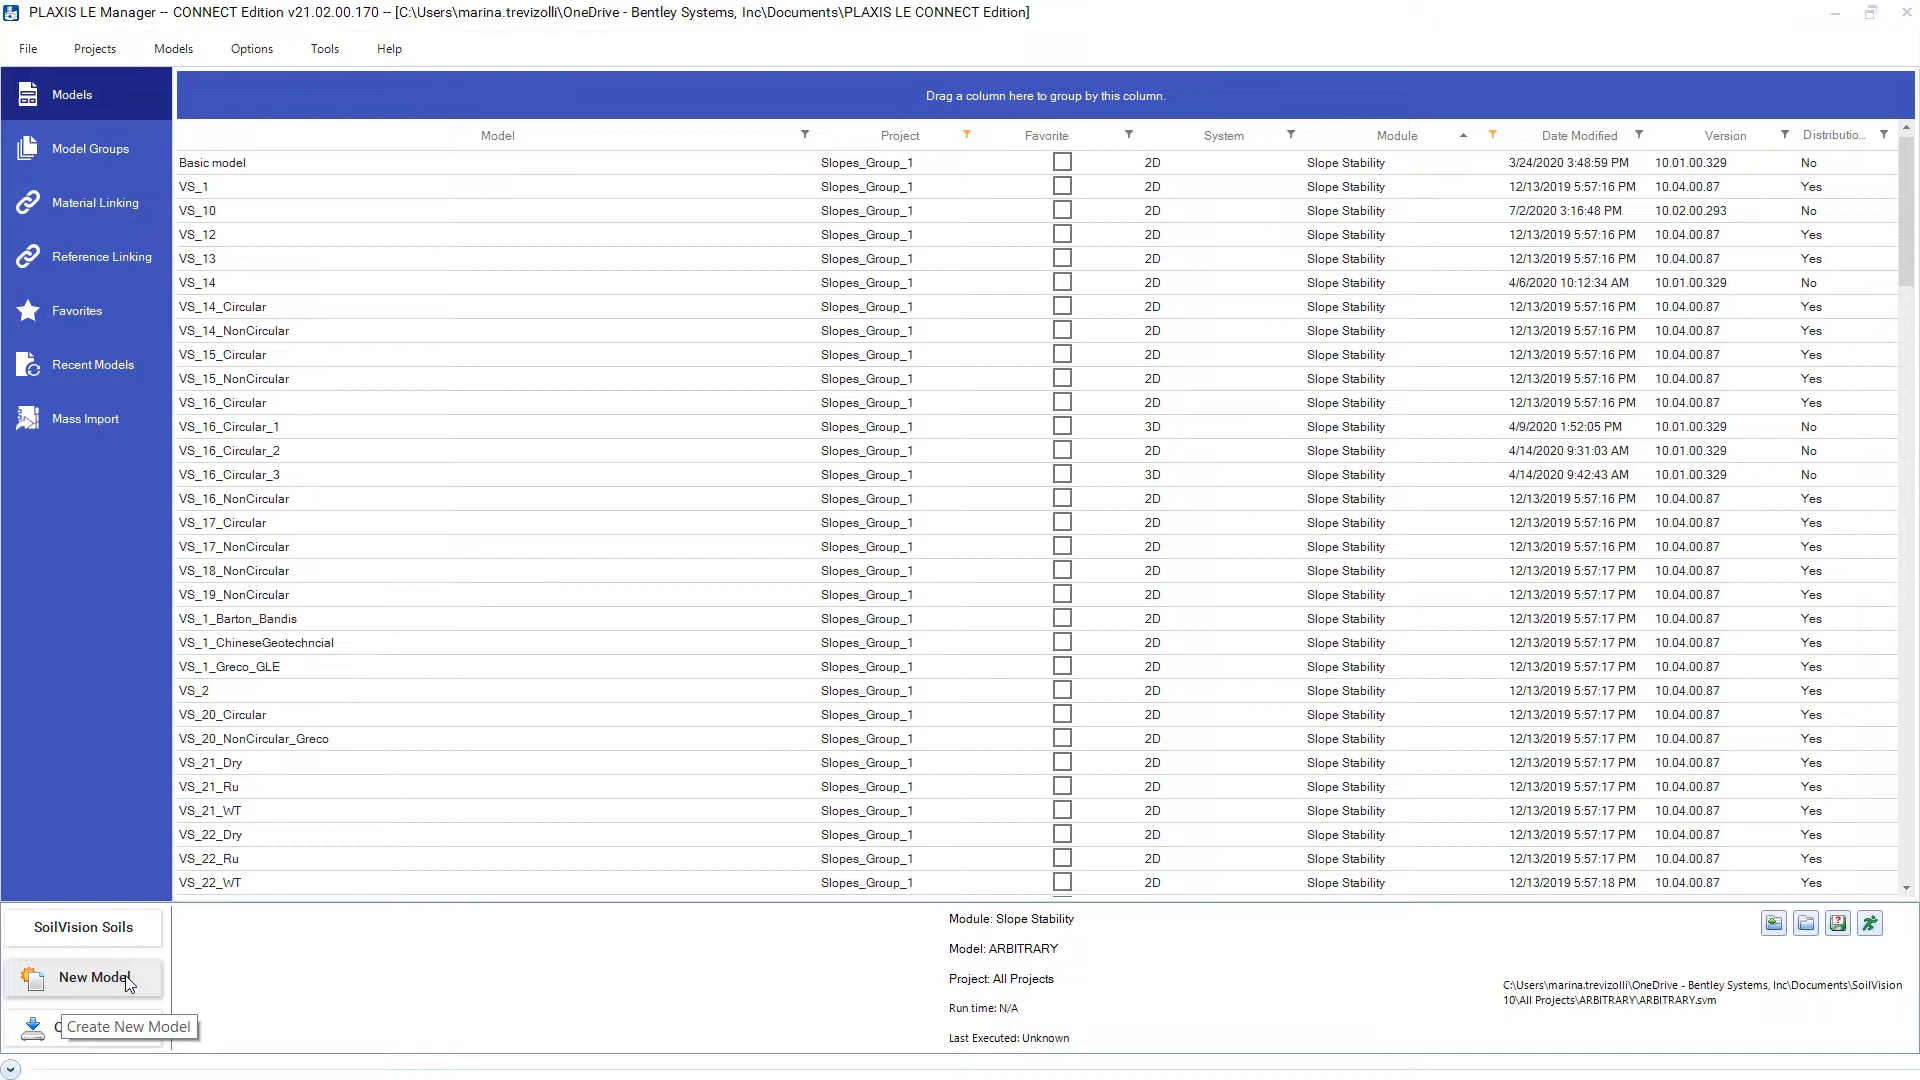 PLAXIS LE Manager -- CONNECT Edition v21.02.00.170 -- [C:\Users\marina.trevizolli\OneDrive - Bentley Systems, Inc\Documents\PLAXIS LE CONNECT Edition]
File Projects Models Options Tools Help
Models
Model Groups
Material Linking
Reference Linking
Favorites
Recent Models
Mass Import
Drag a column here to group by this column.
Model Project Favorite System Module Date Modified Version Distributio...
Basic model Slopes_Group_1 2D Slope Stability 3/24/2020 3:48:59 PM 10.01.00.329 No
VS_1 Slopes_Group_1 2D Slope Stability 12/13/2019 5:57:16 PM 10.04.00.87 Yes
VS_10 Slopes_Group_1 2D Slope Stability 7/2/2020 3:16:48 PM 10.02.00.293 No
VS_12 Slopes_Group_1 2D Slope Stability 12/13/2019 5:57:16 PM 10.04.00.87 Yes
VS_13 Slopes_Group_1 2D Slope Stability 12/13/2019 5:57:16 PM 10.04.00.87 Yes
VS_14 Slopes_Group_1 2D Slope Stability 4/6/2020 10:12:34 AM 10.01.00.329 No
VS_14_Circular Slopes_Group_1 2D Slope Stability 12/13/2019 5:57:16 PM 10.04.00.87 Yes
VS_14_NonCircular Slopes_Group_1 2D Slope Stability 12/13/2019 5:57:16 PM 10.04.00.87 Yes
VS_15_Circular Slopes_Group_1 2D Slope Stability 12/13/2019 5:57:16 PM 10.04.00.87 Yes
VS_15_NonCircular Slopes_Group_1 2D Slope Stability 12/13/2019 5:57:16 PM 10.04.00.87 Yes
VS_16_Circular Slopes_Group_1 2D Slope Stability 12/13/2019 5:57:16 PM 10.04.00.87 Yes
VS_16_Circular_1 Slopes_Group_1 3D Slope Stability 4/9/2020 1:52:05 PM 10.01.00.329 No
VS_16_Circular_2 Slopes_Group_1 2D Slope Stability 4/14/2020 9:31:03 AM 10.01.00.329 No
VS_16_Circular_3 Slopes_Group_1 3D Slope Stability 4/14/2020 9:42:43 AM 10.01.00.329 No
VS_16_NonCircular Slopes_Group_1 2D Slope Stability 12/13/2019 5:57:16 PM 10.04.00.87 Yes
VS_17_Circular Slopes_Group_1 2D Slope Stability 12/13/2019 5:57:16 PM 10.04.00.87 Yes
VS_17_NonCircular Slopes_Group_1 2D Slope Stability 12/13/2019 5:57:16 PM 10.04.00.87 Yes
VS_18_NonCircular Slopes_Group_1 2D Slope Stability 12/13/2019 5:57:17 PM 10.04.00.87 Yes
VS_19_NonCircular Slopes_Group_1 2D Slope Stability 12/13/2019 5:57:17 PM 10.04.00.87 Yes
VS_1_Barton_Bandis Slopes_Group_1 2D Slope Stability 12/13/2019 5:57:17 PM 10.04.00.87 Yes
VS_1_ChineseGeotechncial Slopes_Group_1 2D Slope Stability 12/13/2019 5:57:17 PM 10.04.00.87 Yes
VS_1_Greco_GLE Slopes_Group_1 2D Slope Stability 12/13/2019 5:57:17 PM 10.04.00.87 Yes
VS_2 Slopes_Group_1 2D Slope Stability 12/13/2019 5:57:17 PM 10.04.00.87 Yes
VS_20_Circular Slopes_Group_1 2D Slope Stability 12/13/2019 5:57:17 PM 10.04.00.87 Yes
VS_20_NonCircular_Greco Slopes_Group_1 2D Slope Stability 12/13/2019 5:57:17 PM 10.04.00.87 Yes
VS_21_Dry Slopes_Group_1 2D Slope Stability 12/13/2019 5:57:17 PM 10.04.00.87 Yes
VS_21_Ru Slopes_Group_1 2D Slope Stability 12/13/2019 5:57:17 PM 10.04.00.87 Yes
VS_21_WT Slopes_Group_1 2D Slope Stability 12/13/2019 5:57:17 PM 10.04.00.87 Yes
VS_22_Dry Slopes_Group_1 2D Slope Stability 12/13/2019 5:57:17 PM 10.04.00.87 Yes
VS_22_Ru Slopes_Group_1 2D Slope Stability 12/13/2019 5:57:17 PM 10.04.00.87 Yes
VS_22_WT Slopes_Group_1 2D Slope Stability 12/13/2019 5:57:18 PM 10.04.00.87 Yes
SoilVision Soils
New Model
Create New Model
Module: Slope Stability
Model: ARBITRARY
Project: All Projects
Run time: N/A
Last Executed: Unknown
C:\Users\marina.trevizolli\OneDrive - Bentley Systems, Inc\Documents\SoilVision
10\All Projects\ARBITRARY\ARBITRARY.svm